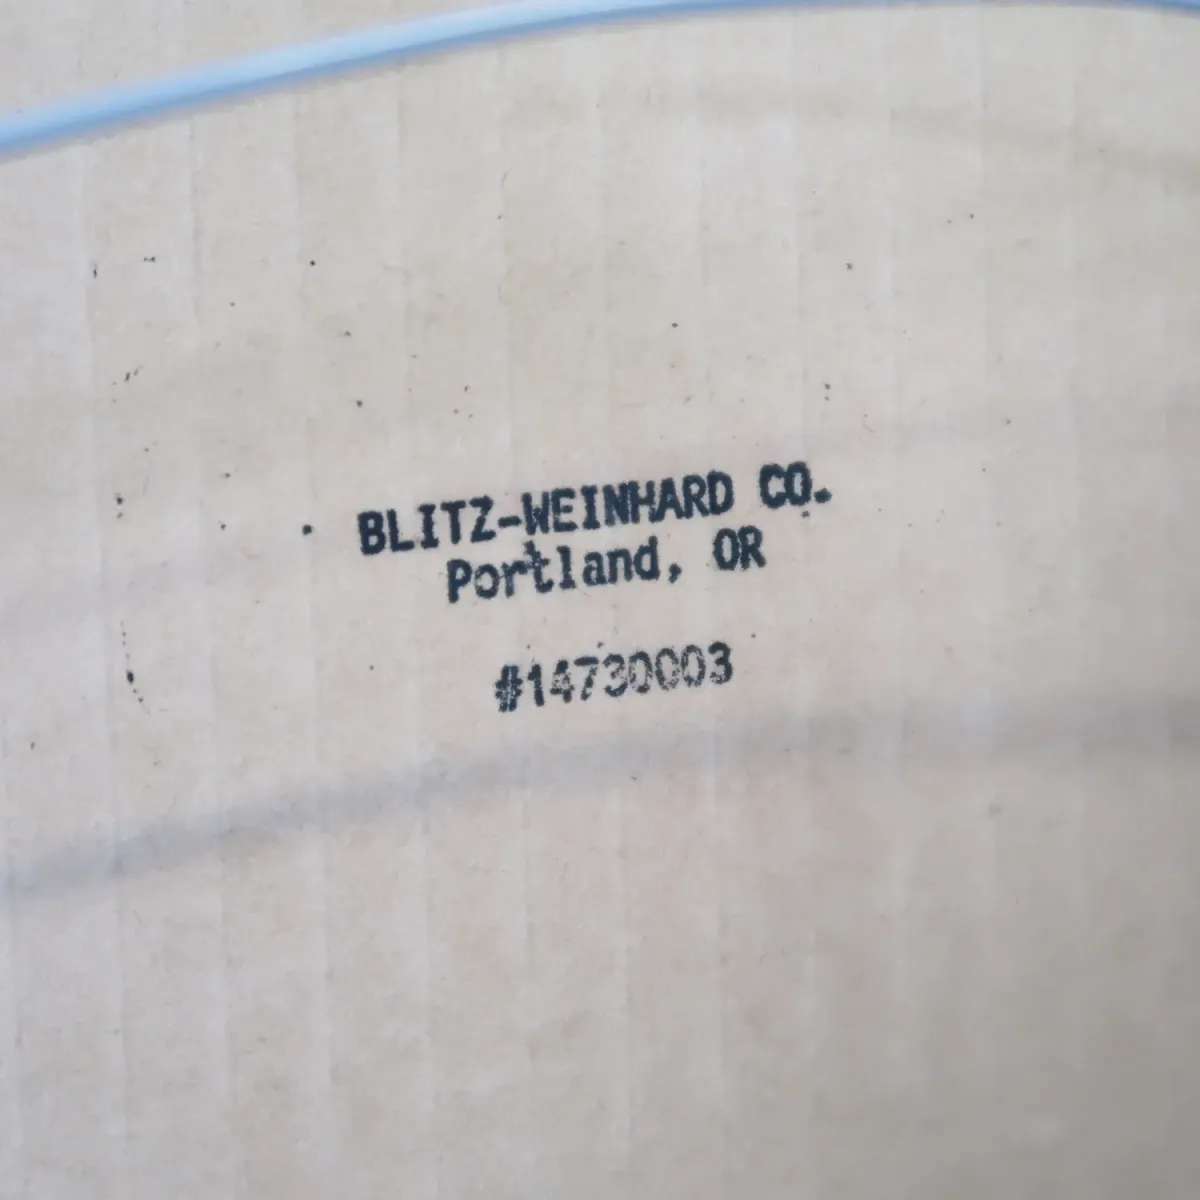 BLITZ-WEINHARD CO.
Portland, OR
#14730003